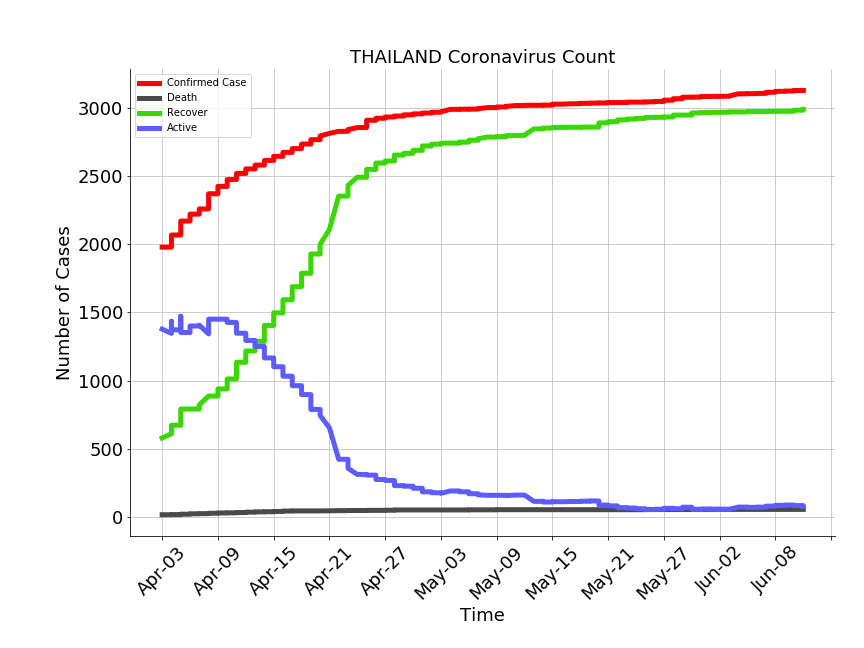 THAILAND Coronavirus Count
Confirmed Case
Death
Recover
Active
Number of Cases
3000
2500
2000
1500
1000
500
0
Apr-03
Apr-09
Apr-15
Apr-21
Apr-27
May-03
May-09
May-15
May-21
May-27
Jun-02
Jun-08
Time